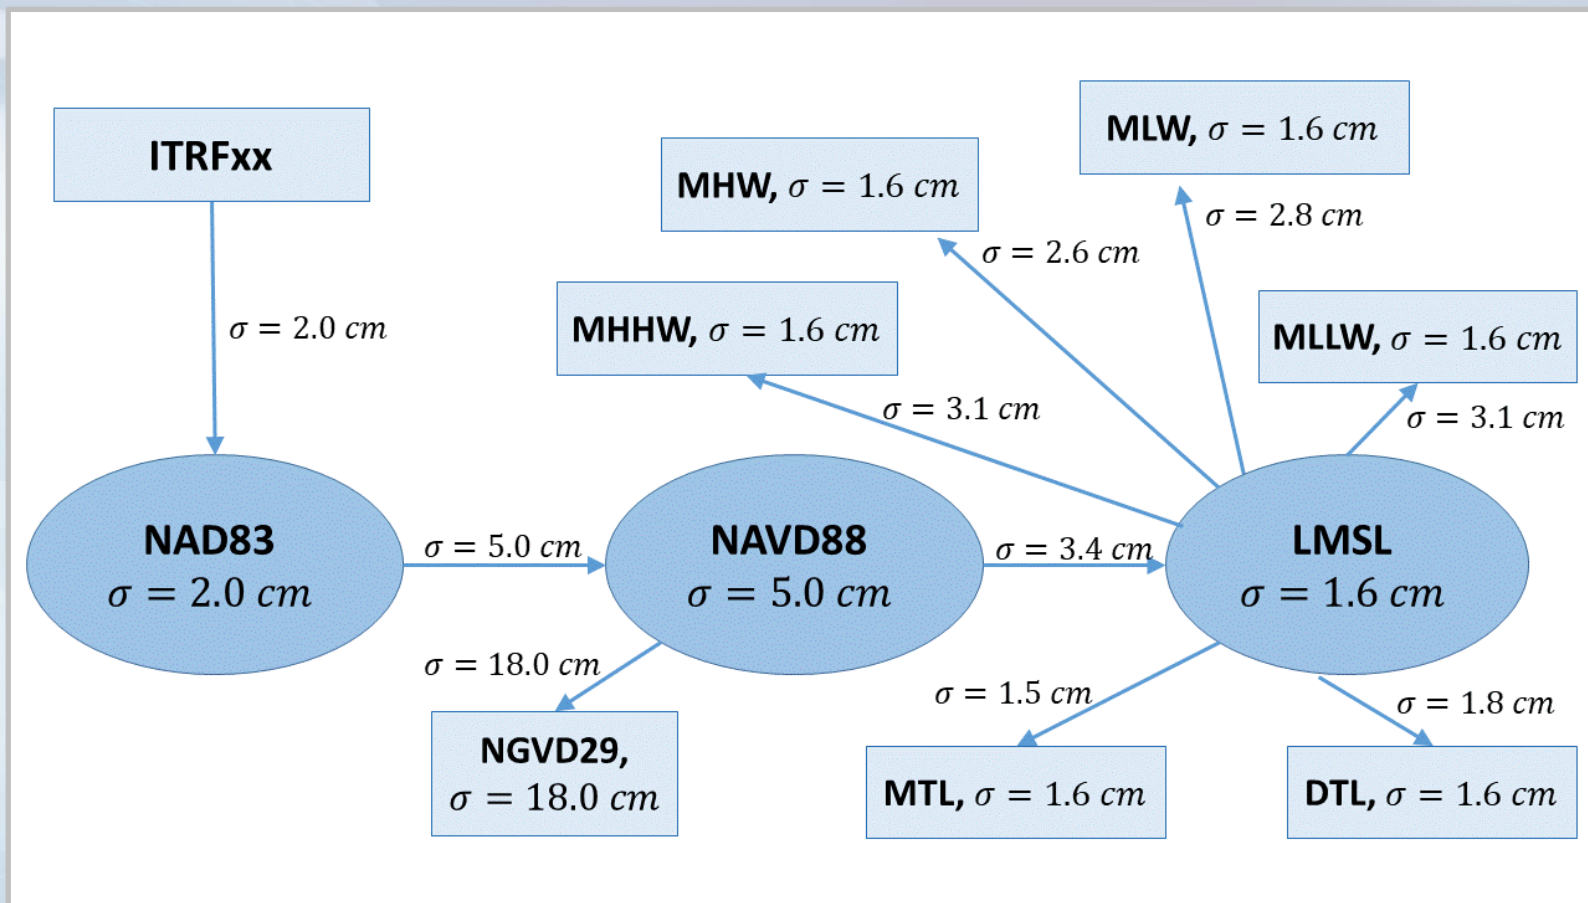 ITRFxx
MLW, σ = 1.6 cm
MHW, σ = 1.6 cm
σ = 2.8 cm
σ = 2.6 cm
σ = 2.0 cm
MHHW, σ = 1.6 cm
MLLW, σ = 1.6 cm
σ = 3.1 cm
σ = 3.1 cm
NAD83
σ = 2.0 cm
σ = 5.0 cm
NAVD88
σ = 5.0 cm
σ = 3.4 cm
LMSL
σ = 1.6 cm
σ = 18.0 cm
σ = 1.5 cm
σ = 1.8 cm
NGVD29,
σ = 18.0 cm
MTL, σ = 1.6 cm
DTL, σ = 1.6 cm